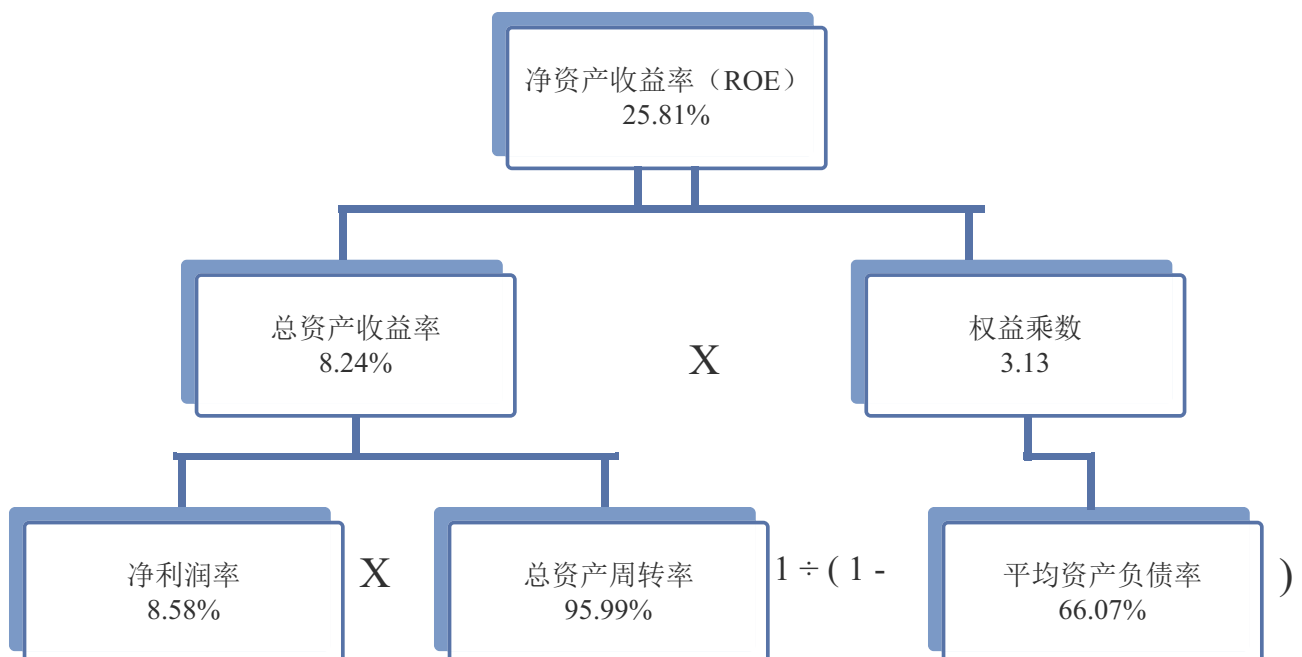 净资产收益率（ROE）
25.81%
总资产收益率
8.24%
X
权益乘数
3.13
净利润率
8.58%
X
总资产周转率
95.99%
1 ÷ ( 1 -
平均资产负债率
66.07%
)